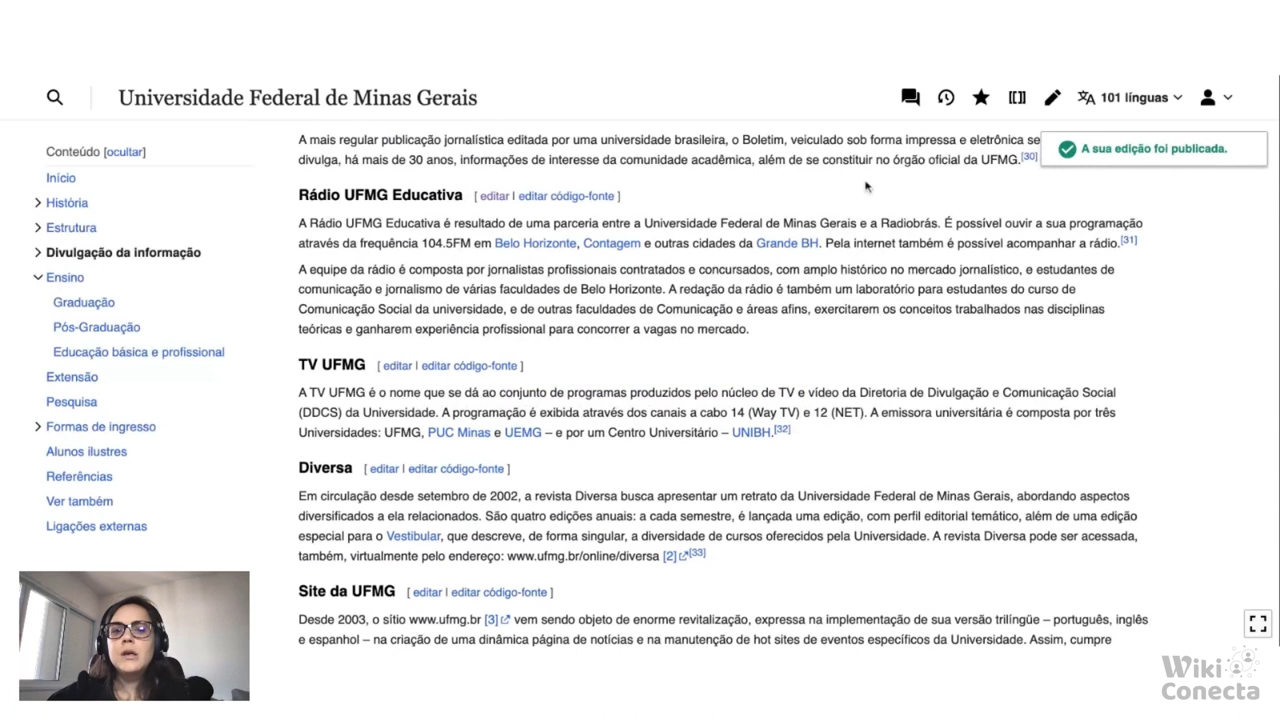 Universidade Federal de Minas Gerais
101 línguas
A sua edição foi publicada.
Conteúdo [ocultar]
Início
História
Estrutura
Divulgação da informação
Ensino
Graduação
Pós-Graduação
Educação básica e profissional
Extensão
Pesquisa
Formas de ingresso
Alunos ilustres
Referências
Ver também
Ligações externas
A mais regular publicação jornalística editada por uma universidade brasileira, o Boletim, veiculado sob forma impressa e eletrônica se
divulga, há mais de 30 anos, informações de interesse da comunidade acadêmica, além de se constituir no órgão oficial da UFMG.[30]
Rádio UFMG Educativa [ editar | editar código-fonte ]
A Rádio UFMG Educativa é resultado de uma parceria entre a Universidade Federal de Minas Gerais e a Radiobrás. É possível ouvir a sua programação
através da frequência 104.5FM em Belo Horizonte, Contagem e outras cidades da Grande BH. Pela internet também é possível acompanhar a rádio.[31]
A equipe da rádio é composta por jornalistas profissionais contratados e concursados, com amplo histórico no mercado jornalístico, e estudantes de
comunicação e jornalismo de várias faculdades de Belo Horizonte. A redação da rádio é também um laboratório para estudantes do curso de
Comunicação Social da universidade, e de outras faculdades de Comunicação e áreas afins, exercitarem os conceitos trabalhados nas disciplinas
teóricas e ganharem experiência profissional para concorrer a vagas no mercado.
TV UFMG [ editar | editar código-fonte ]
A TV UFMG é o nome que se dá ao conjunto de programas produzidos pelo núcleo de TV e vídeo da Diretoria de Divulgação e Comunicação Social
(DDCS) da Universidade. A programação é exibida através dos canais a cabo 14 (Way TV) e 12 (NET). A emissora universitária é composta por três
Universidades: UFMG, PUC Minas e UEMG – e por um Centro Universitário – UNIBH.[32]
Diversa [ editar | editar código-fonte ]
Em circulação desde setembro de 2002, a revista Diversa busca apresentar um retrato da Universidade Federal de Minas Gerais, abordando aspectos
diversificados a ela relacionados. São quatro edições anuais: a cada semestre, é lançada uma edição, com perfil editorial temático, além de uma edição
especial para o Vestibular, que descreve, de forma singular, a diversidade de cursos oferecidos pela Universidade. A revista Diversa pode ser acessada,
também, virtualmente pelo endereço: www.ufmg.br/online/diversa [2][33]
Site da UFMG [ editar | editar código-fonte ]
Desde 2003, o sítio www.ufmg.br [3] vem sendo objeto de enorme revitalização, expressa na implementação de sua versão trilíngüe – português, inglês
e espanhol – na criação de uma dinâmica página de notícias e na manutenção de hot sites de eventos específicos da Universidade. Assim, cumpre
Wiki
Conecta